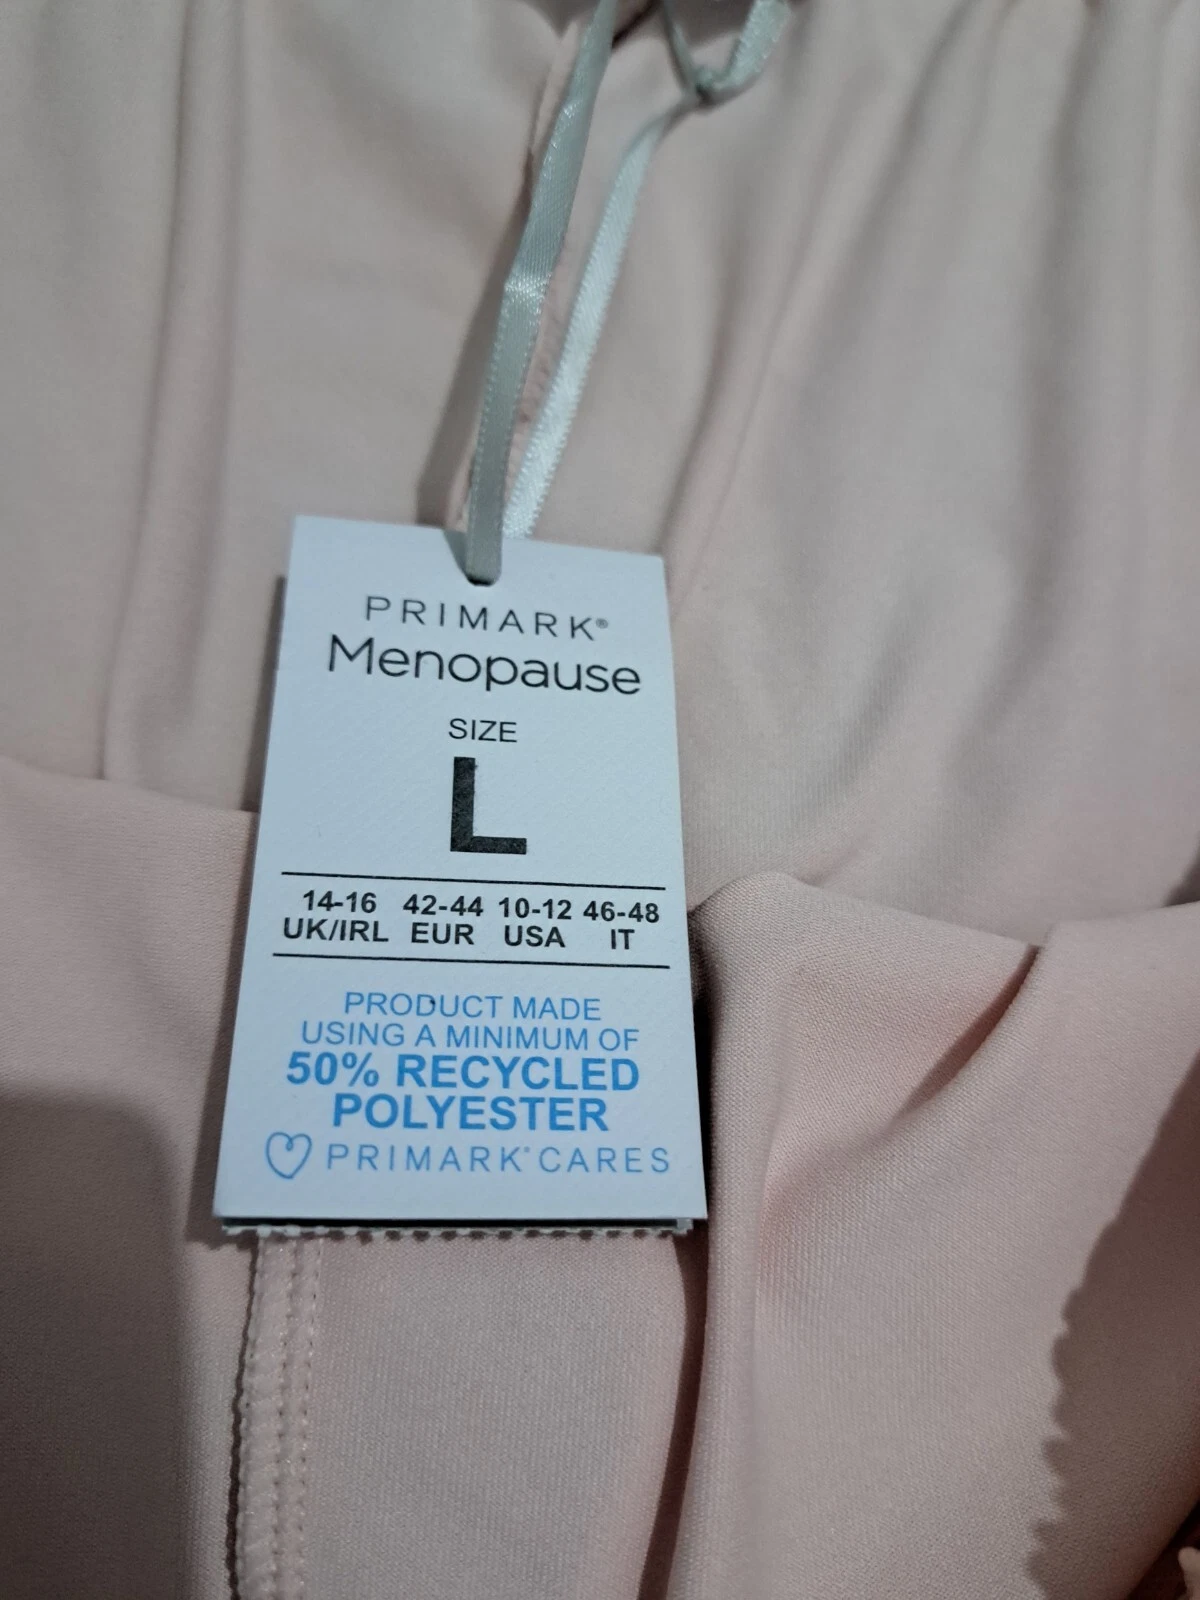 PRIMARK®
Menopause
SIZE
L
14-16 42-44 10-12 46-48
UK/IRL EUR USA IT
PRODUCT MADE
USING A MINIMUM OF
50% RECYCLED
POLYESTER
PRIMARK® CARES